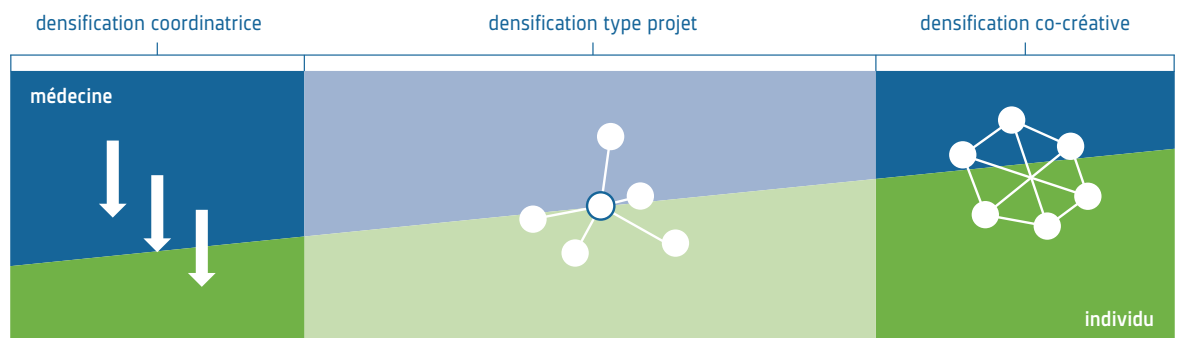 densification coordinatrice
densification type projet
densification co-créative
médecine
individu